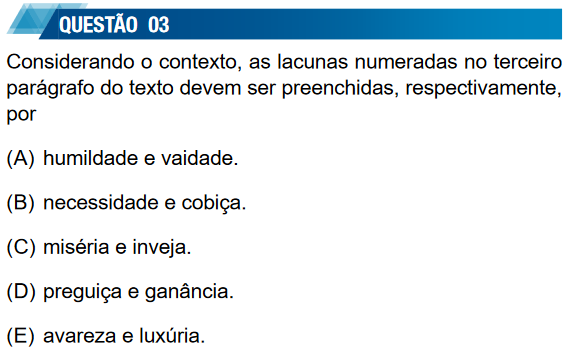 QUESTÃO 03
Considerando o contexto, as lacunas numeradas no terceiro
parágrafo do texto devem ser preenchidas, respectivamente,
por
(A) humildade e vaidade.
(B) necessidade e cobiça.
(C) miséria e inveja.
(D) preguiça e ganância.
(E) avareza e luxúria.